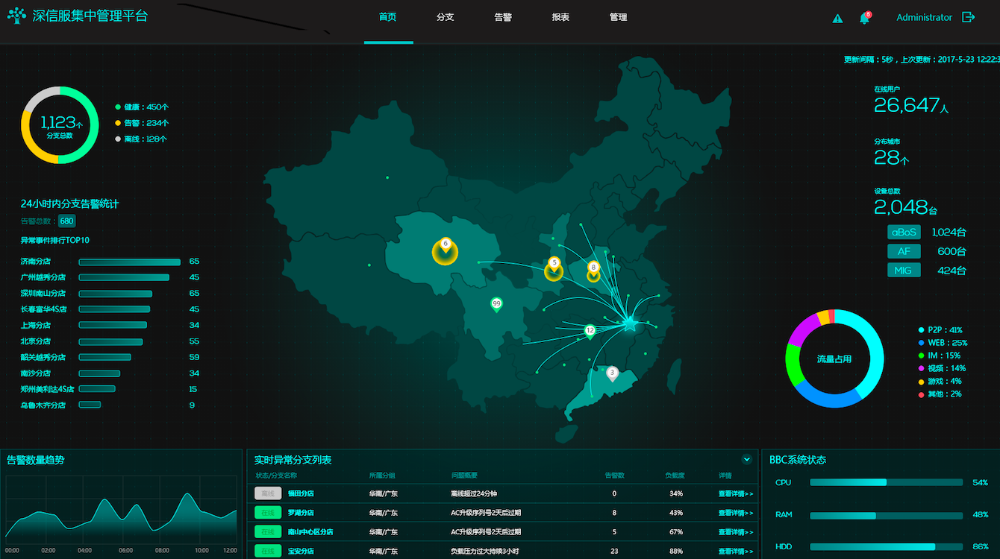 深信服集中管理平台
首页 分支 告警 报表 管理
5
Administrator
更新间隔：5秒，上次更新：2017-5-23 12:22:3
1,123个
分支总数
健康：450个
告警：234个
离线：128个
24小时内分支告警统计
告警总数：680
异常事件排行TOP10
济南分店 65
广州越秀分店 45
深圳南山分店 65
长春富华4S店 45
上海分店 34
北京分店 55
韶关越秀分店 59
南沙分店 34
郑州美利达4S店 15
乌鲁木齐分店 9
6
5
8
99
12
3
在线用户
26,647人
分布城市
28个
设备总数
2,048台
aBoS 1,024台
AF 600台
MIG 424台
流量占用
P2P：41%
WEB：25%
IM：15%
视频：14%
游戏：4%
其他：2%
告警数量趋势
00:00 02:00 04:00 06:00 08:00 10:00 12:00
实时异常分支列表
状态/分支名称 所属分组 问题概要 告警数 负载度 详情
离线 福田分店 华南/广东 离线超过24分钟 0 34% 查看详情>>
在线 罗湖分店 华南/广东 AC升级序列号2天后过期 8 43% 查看详情>>
在线 南山中心区分店 华南/广东 AC升级序列号2天后过期 5 67% 查看详情>>
在线 宝安分店 华南/广东 负载压力过大持续3小时 23 88% 查看详情>>
BBC系统状态
CPU 54%
RAM 48%
HDD 86%